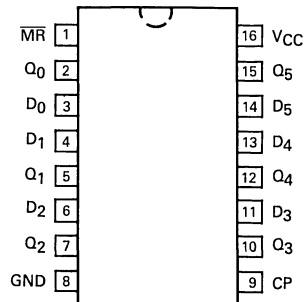 M̅R̅ 1 16 VCC
Q0 2 15 Q5
D0 3 14 D5
D1 4 13 D4
Q1 5 12 Q4
D2 6 11 D3
Q2 7 10 Q3
GND 8 9 CP